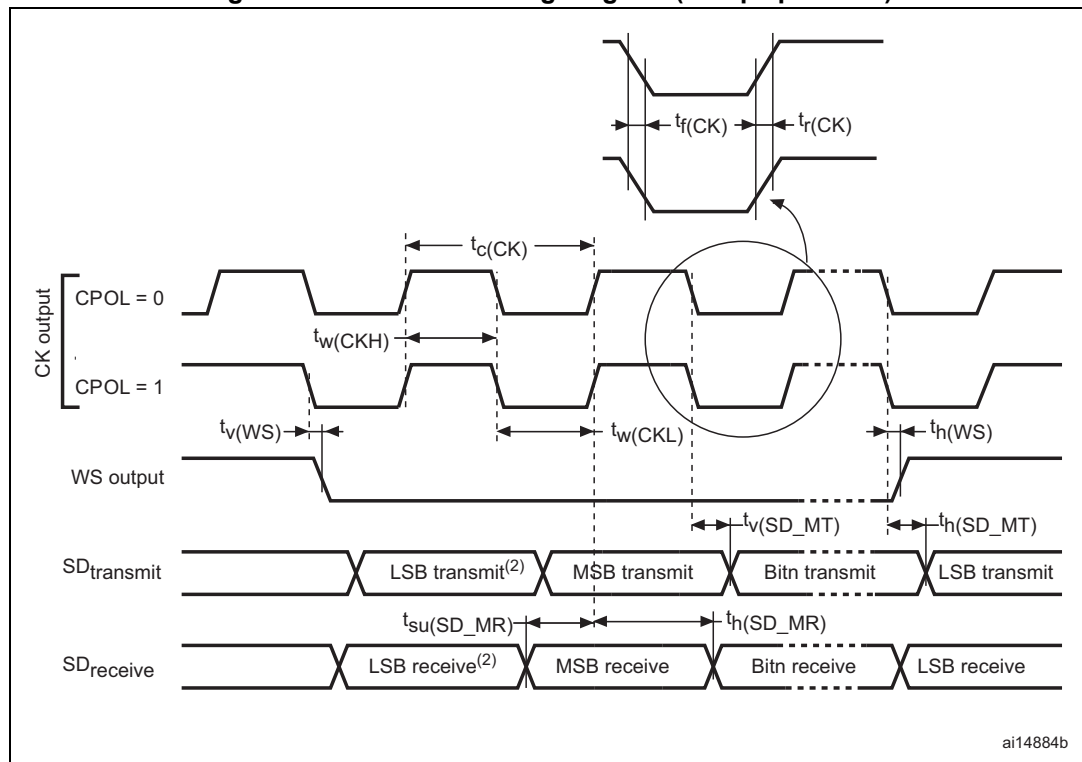 tf(CK)
tr(CK)
tc(CK)
CK output
CPOL = 0
tw(CKH)
CPOL = 1
tv(WS)
tw(CKL)
th(WS)
WS output
tv(SD_MT)
th(SD_MT)
SDtransmit
LSB transmit(2)
MSB transmit
Bitn transmit
LSB transmit
tsu(SD_MR)
th(SD_MR)
SDreceive
LSB receive(2)
MSB receive
Bitn receive
LSB receive
ai14884b